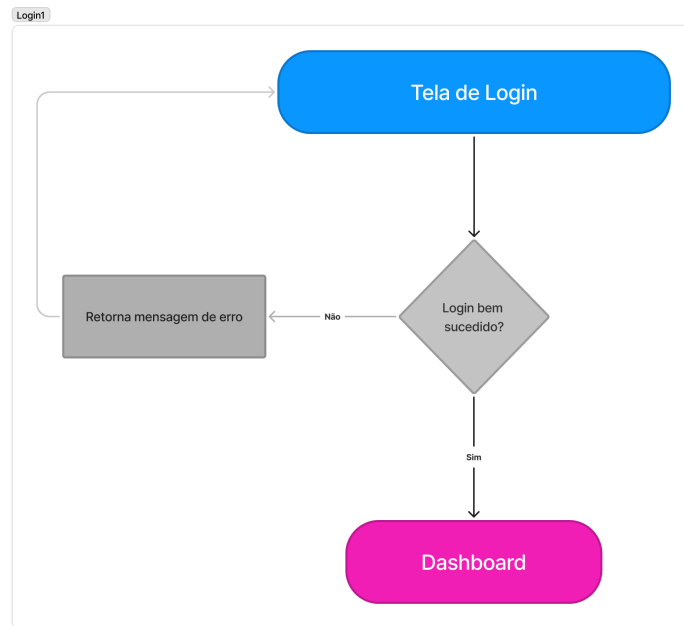 Login1
Tela de Login
Login bem
sucedido?
Não
Retorna mensagem de erro
Sim
Dashboard